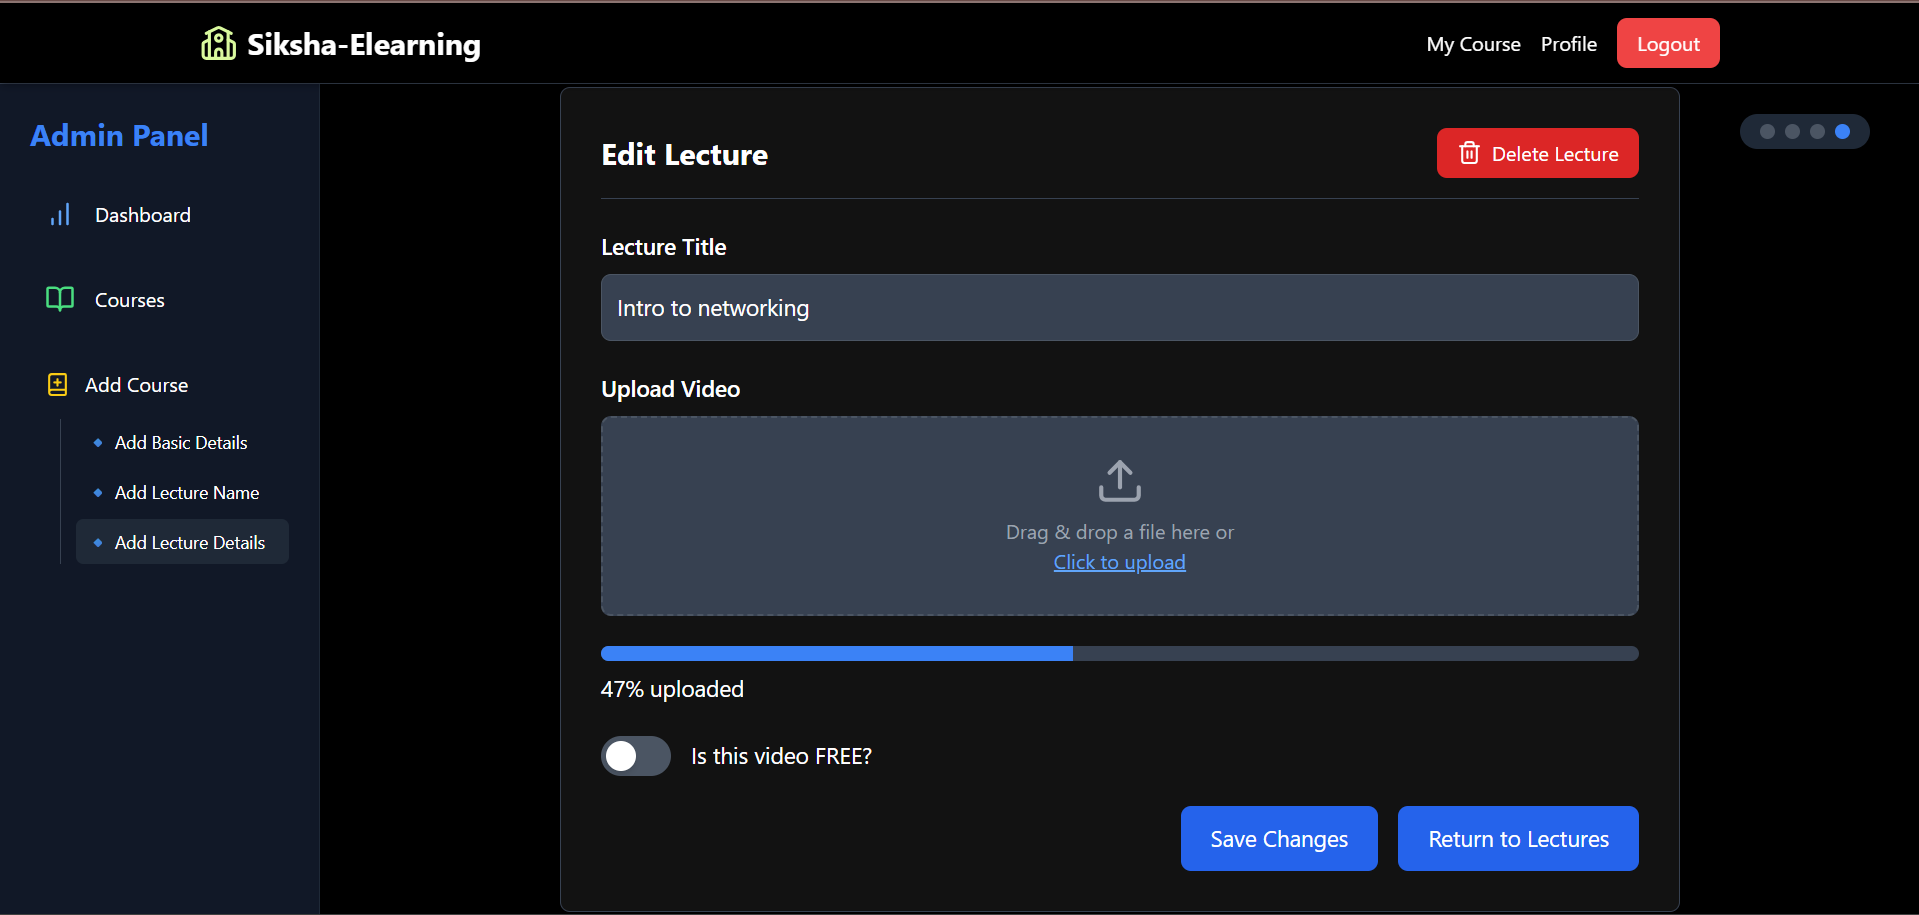 Siksha-Elearning
My Course Profile Logout
Admin Panel
Dashboard
Courses
Add Course
Add Basic Details
Add Lecture Name
Add Lecture Details
Edit Lecture
Delete Lecture
Lecture Title
Intro to networking
Upload Video
Drag & drop a file here or
Click to upload
47% uploaded
Is this video FREE?
Save Changes
Return to Lectures